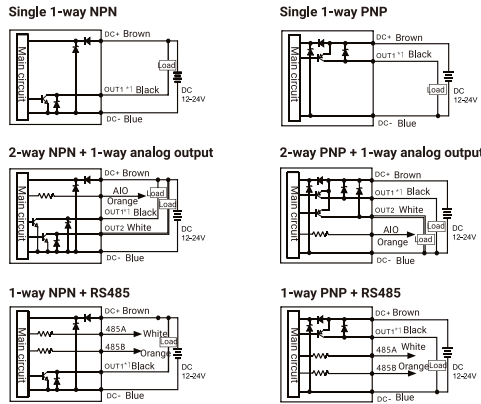 Single 1-way NPN
DC+ Brown
Main circuit
Load
OUT1*1 Black
DC
12-24V
DC- Blue
Single 1-way PNP
DC+ Brown
Main circuit
OUT1*1 Black
Load
DC
12-24V
DC- Blue
2-way NPN + 1-way analog output
DC+ Brown
Main circuit
AIO
Orange
Load
Load
OUT1*1 Black
OUT2 White
DC
12-24V
DC- Blue
2-way PNP + 1-way analog output
DC+ Brown
Main circuit
OUT1*1 Black
OUT2 White
Load
AIO
Orange
Load
DC
12-24V
DC- Blue
1-way NPN + RS485
DC+ Brown
Main circuit
485A White
Load
485B Orange
OUT1*1 Black
DC
12-24V
DC- Blue
1-way PNP + RS485
DC+ Brown
Main circuit
OUT1*1 Black
485A White
485B Orange
Load
DC
12-24V
DC- Blue